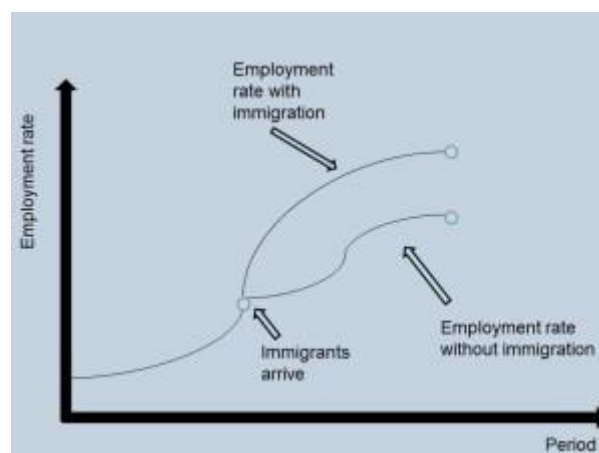 Employment
rate with
immigration
Employment rate
Immigrants
arrive
Employment rate
without immigration
Period